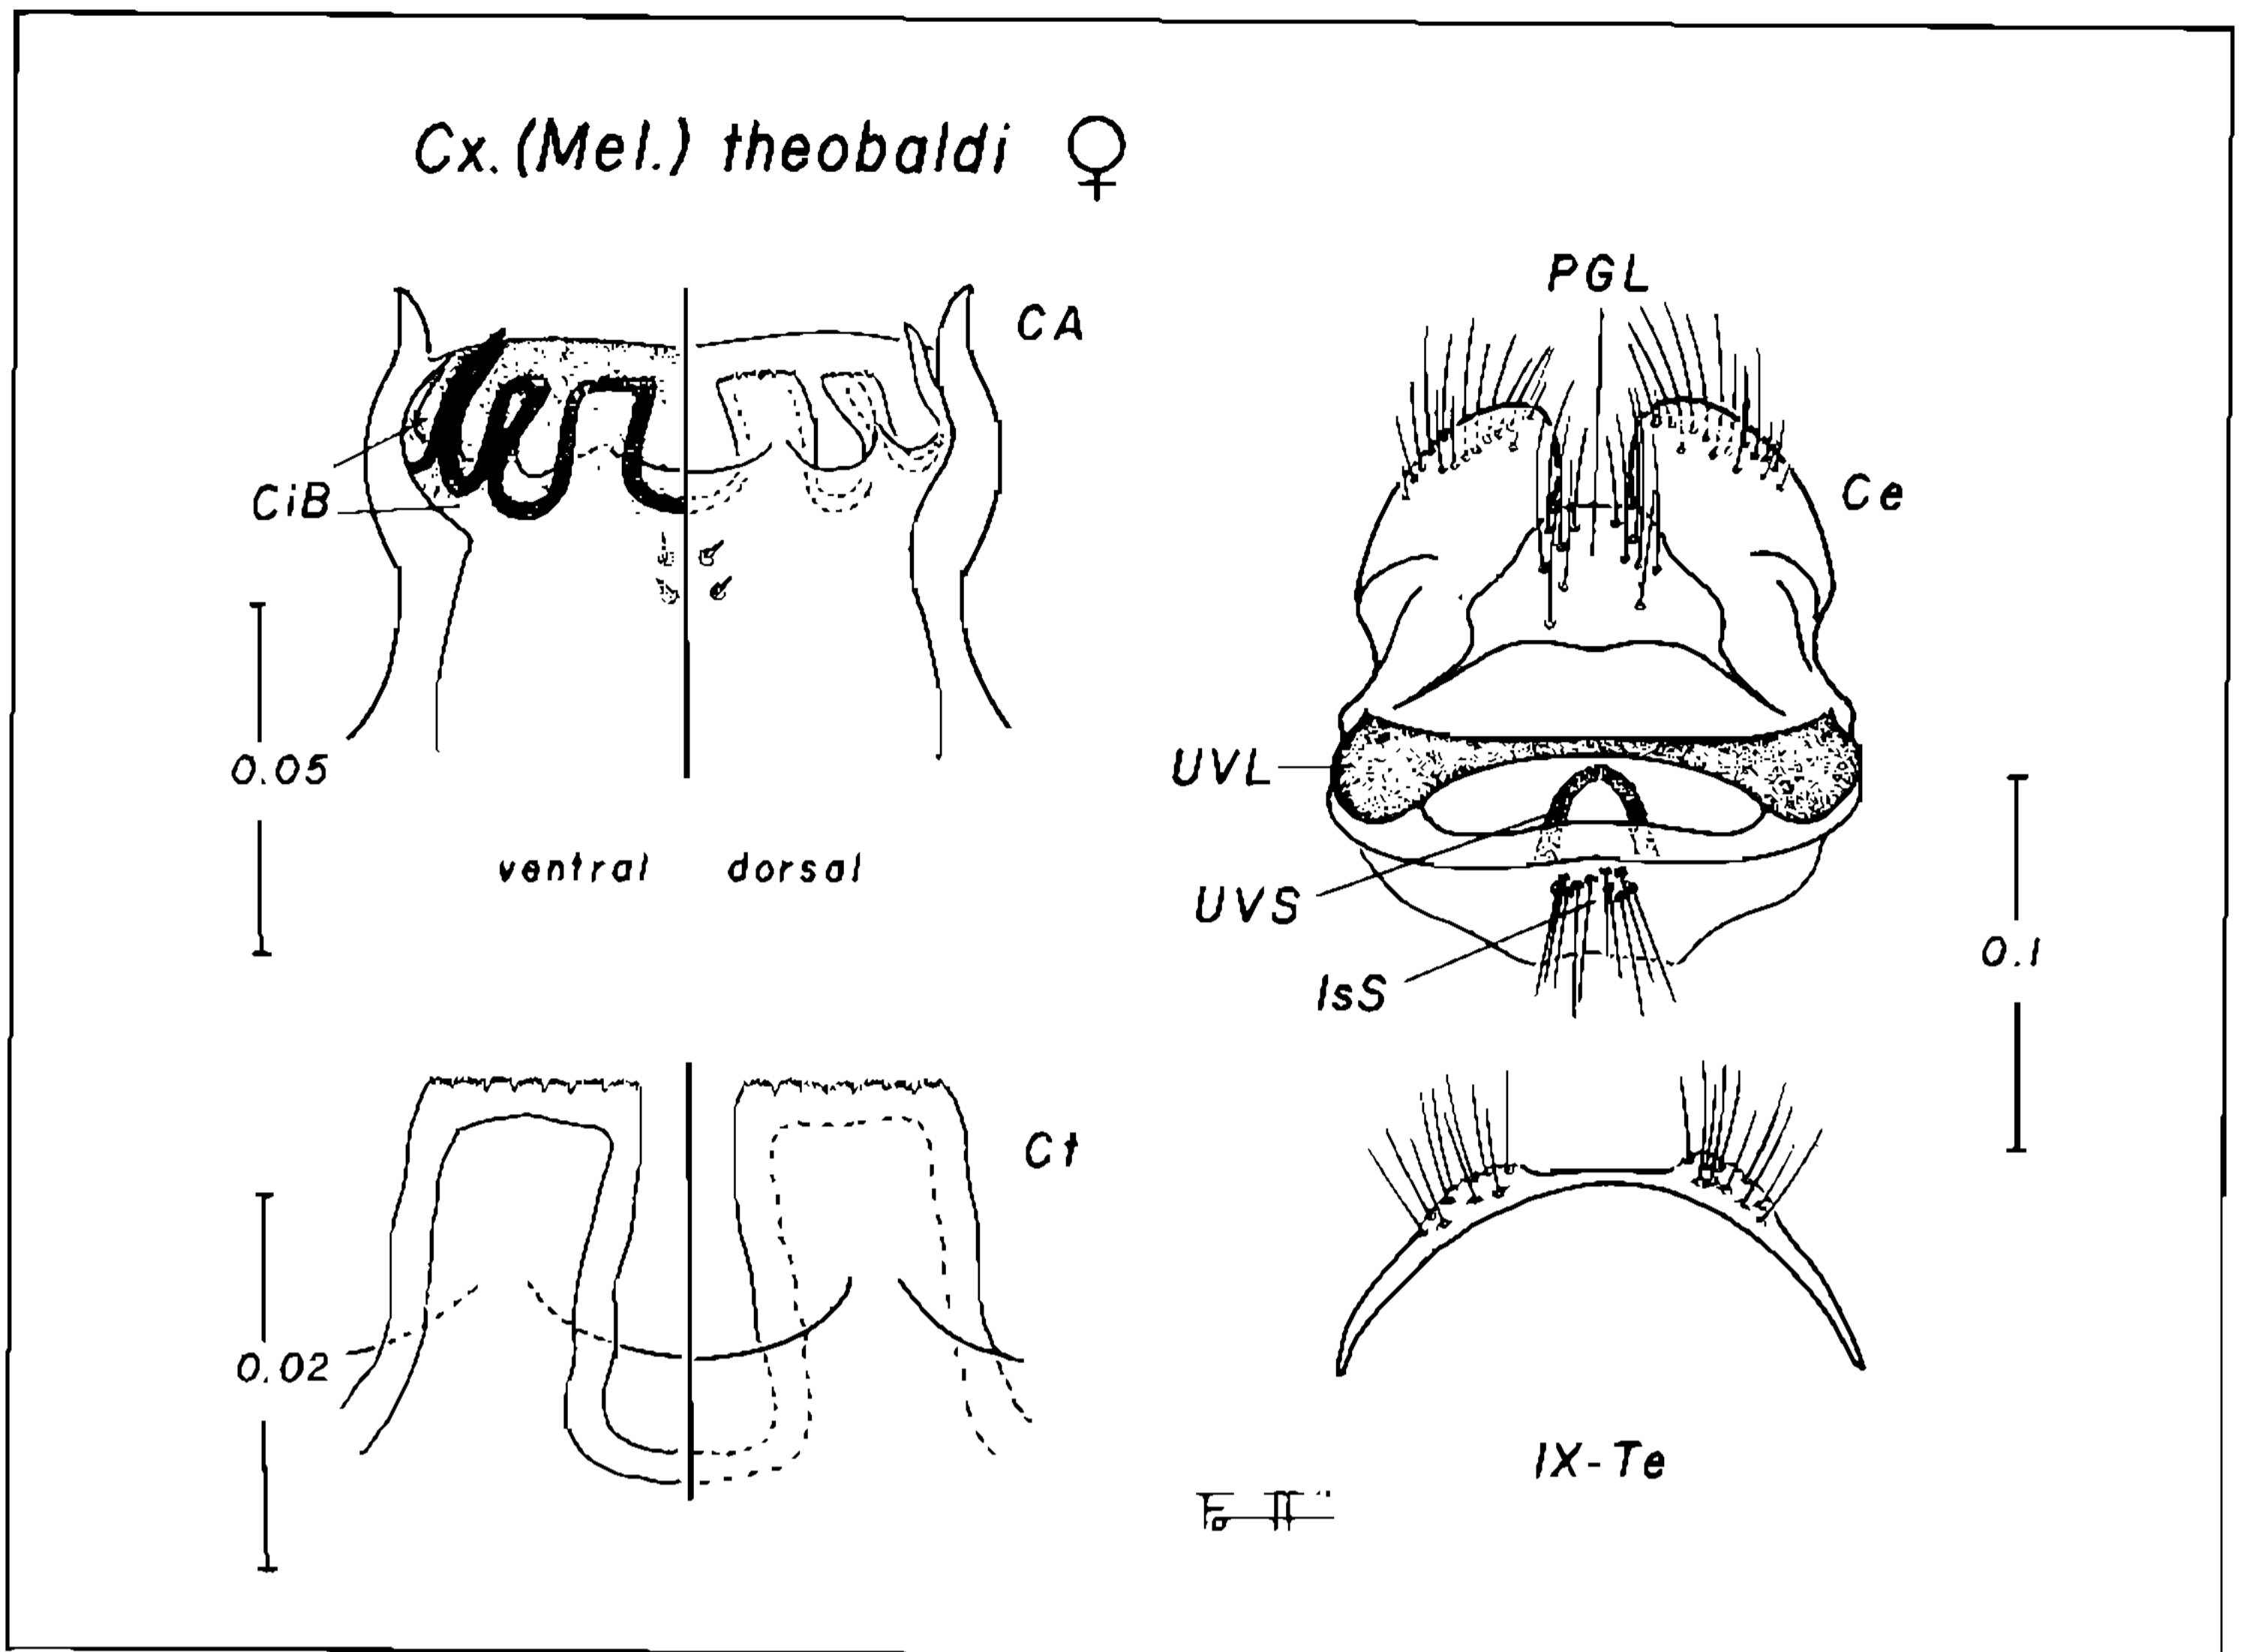 Cx. (Mel.) theobaldi ♀
PGL
CA
Ce
CiB
0.05
UVL
ventral dorsal
UVS
0.1
IsS
Ct
0.02
IX-Te